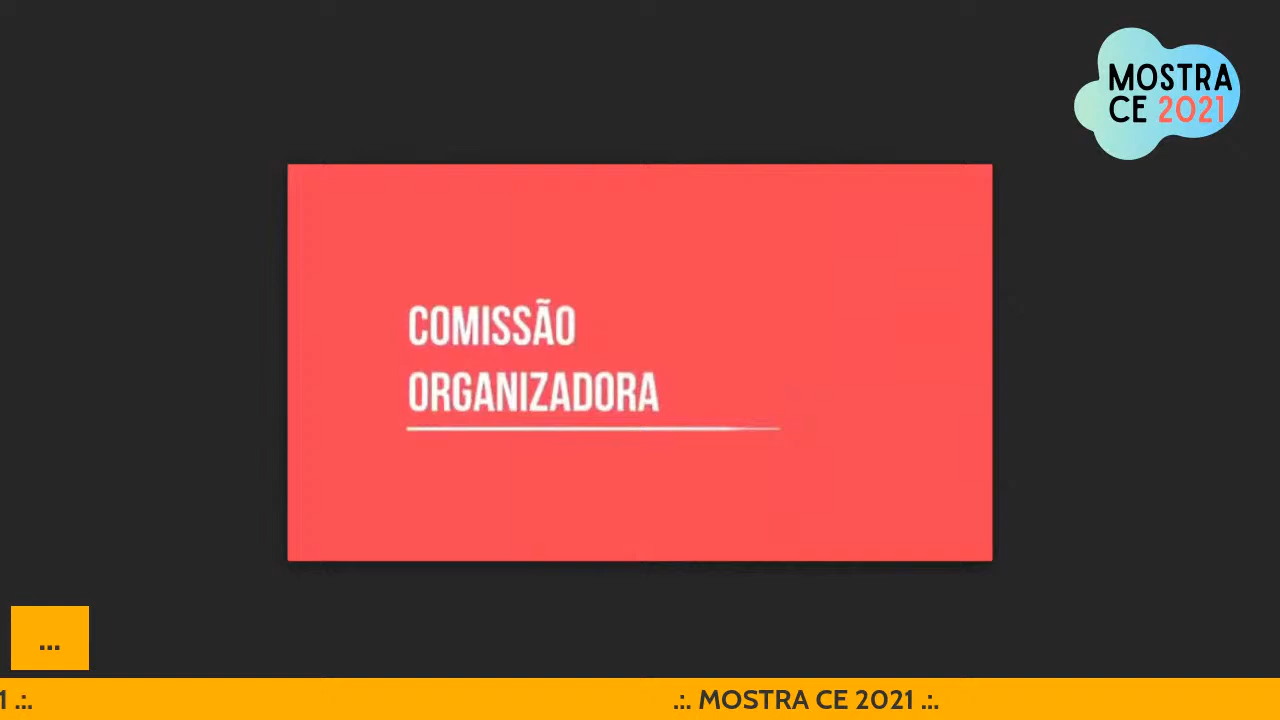 MOSTRA
CE 2021
COMISSÃO
ORGANIZADORA
...
1 .:.
.:. MOSTRA CE 2021 .:.